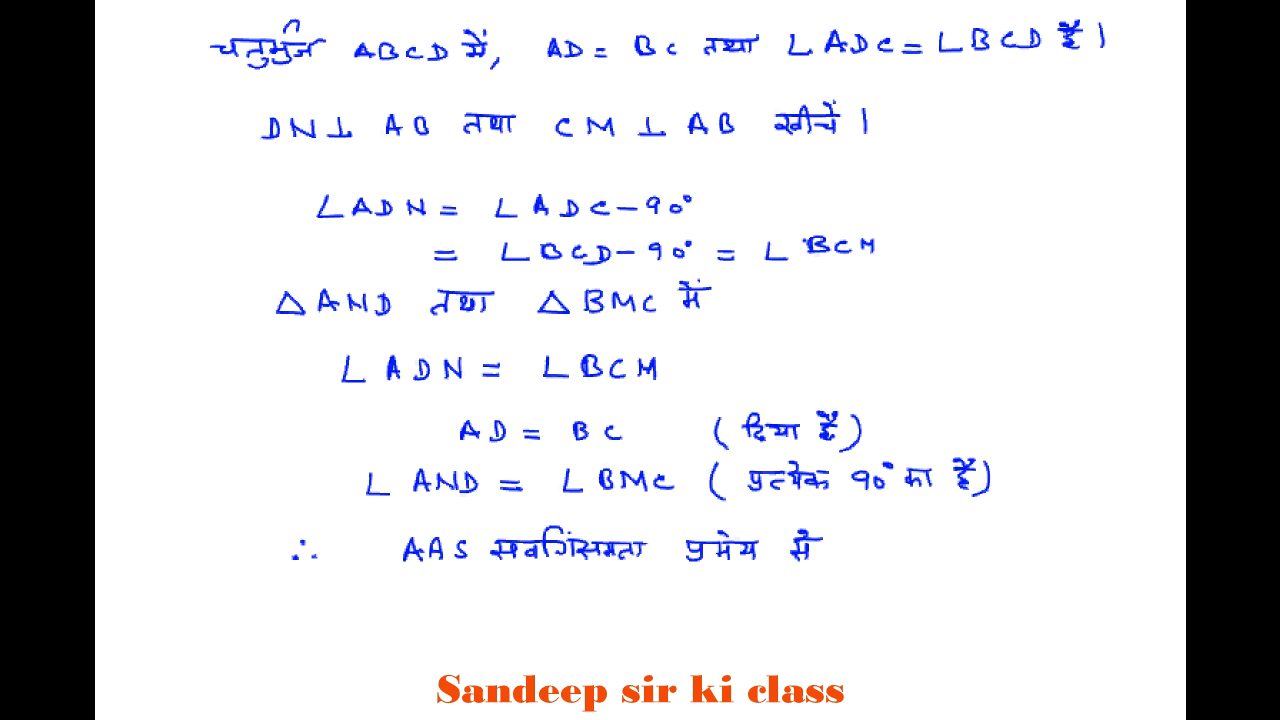 चतुर्भुज ABCD में, AD = BC तथा ∠ADC = ∠BCD है ।
DN ⊥ AB तथा CM ⊥ AB खीचें ।
∠ADN = ∠ADC - 90°
= ∠BCD - 90° = ∠BCM
△AND तथा △BMC में
∠ADN = ∠BCM
AD = BC (दिया है)
∠AND = ∠BMC (प्रत्येक 90° का है)
∴ AAS सर्वांगसमता प्रमेय से
Sandeep sir ki class